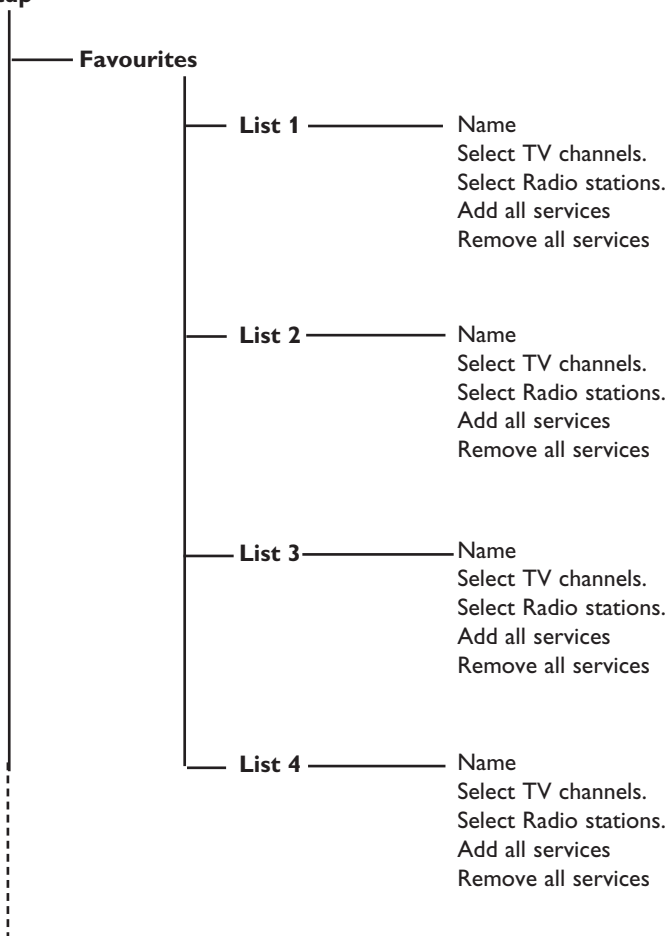 Favourites
List 1
Name
Select TV channels.
Select Radio stations.
Add all services
Remove all services
List 2
Name
Select TV channels.
Select Radio stations.
Add all services
Remove all services
List 3
Name
Select TV channels.
Select Radio stations.
Add all services
Remove all services
List 4
Name
Select TV channels.
Select Radio stations.
Add all services
Remove all services